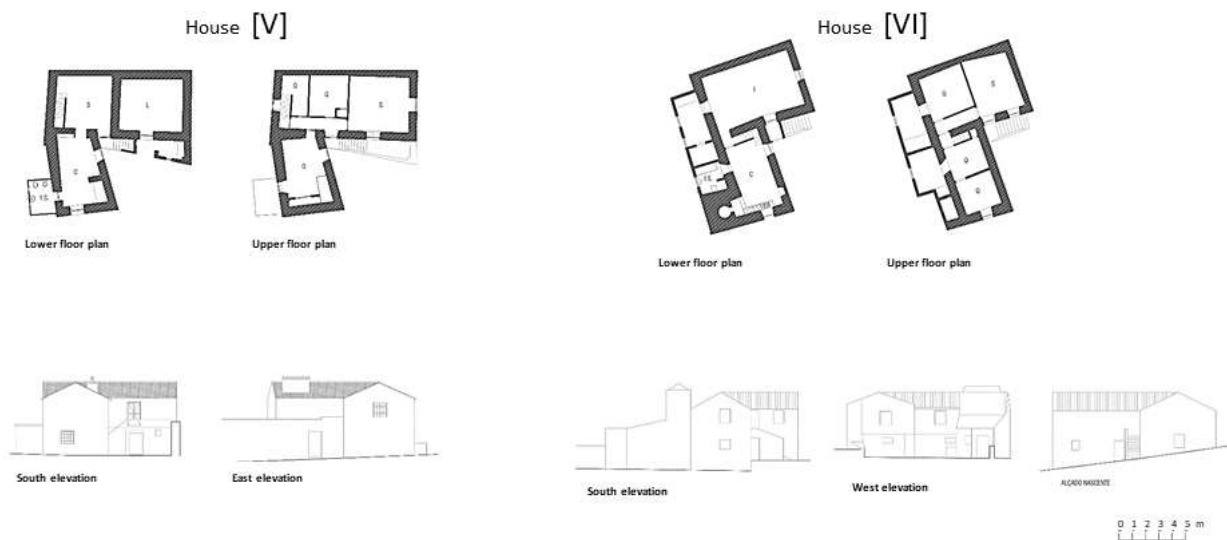 House [V]
House [VI]
S
L
C
I.S.
Lower floor plan
Q
Q
S
Q
Upper floor plan
I.S.
C
Lower floor plan
S
Q
Q
Upper floor plan
South elevation
East elevation
South elevation
West elevation
ALÇADO NASCENTE
0 1 2 3 4 5 m